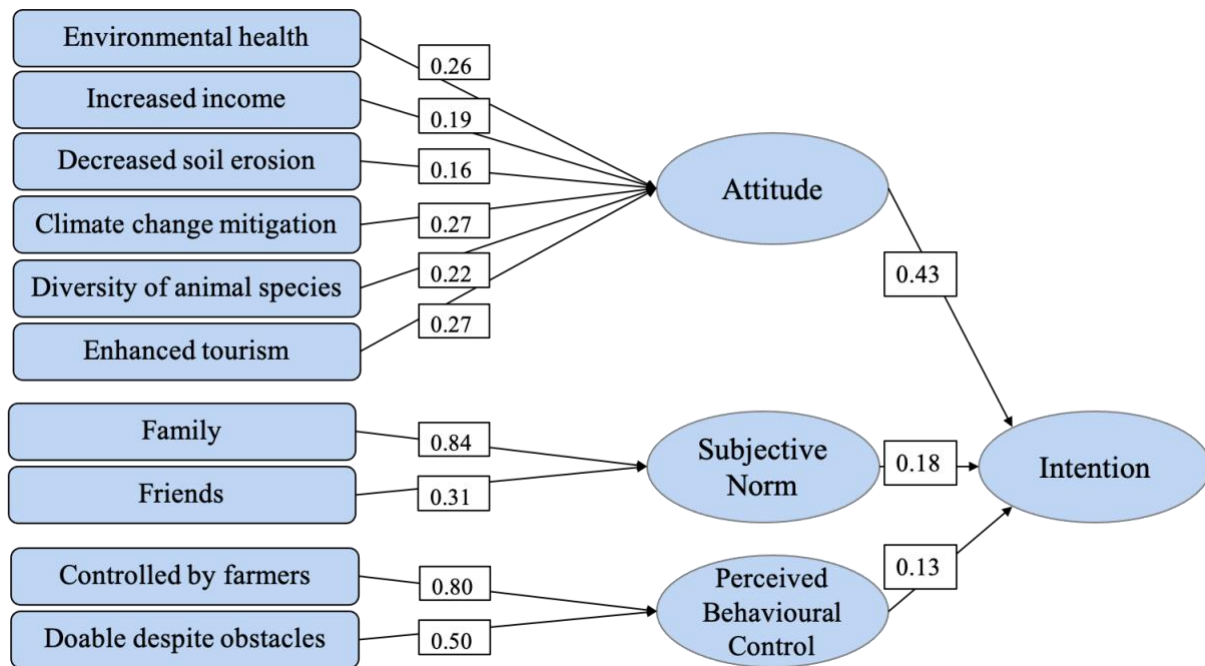 Environmental health
0.26
Increased income
0.19
Decreased soil erosion
0.16
Climate change mitigation
0.27
Diversity of animal species
0.22
Enhanced tourism
0.27
Attitude
0.43
Family
0.84
Friends
0.31
Subjective
Norm
0.18
Intention
Controlled by farmers
0.80
Doable despite obstacles
0.50
Perceived
Behavioural
Control
0.13